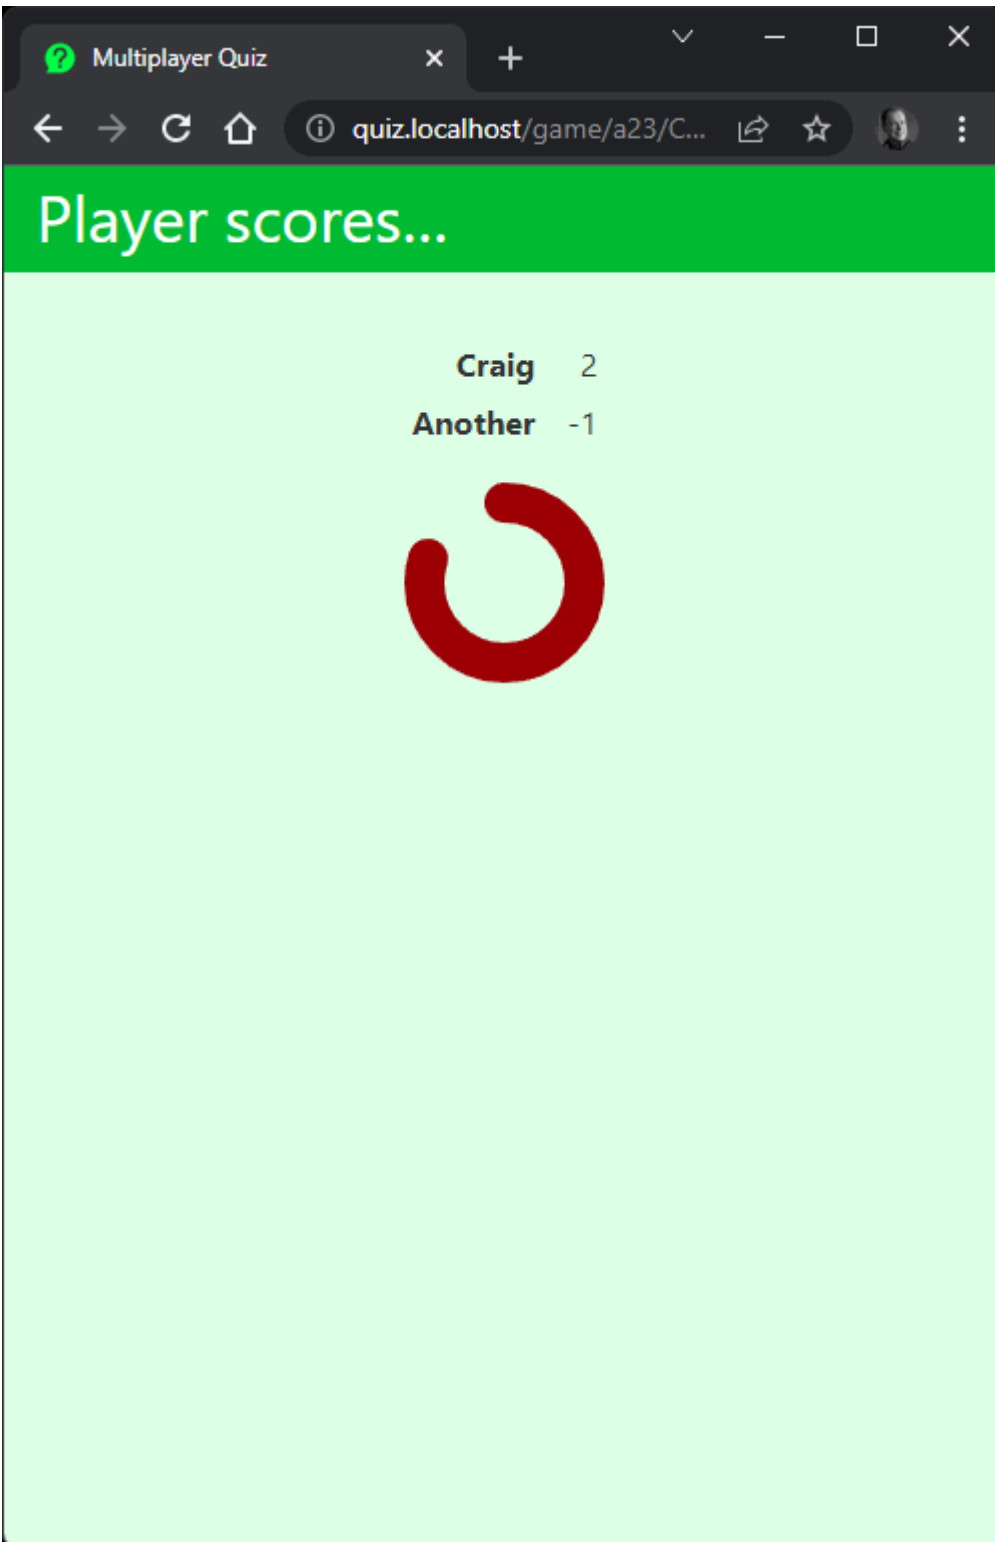 Multiplayer Quiz
quiz.localhost/game/a23/C...
Player scores...
Craig 2
Another -1